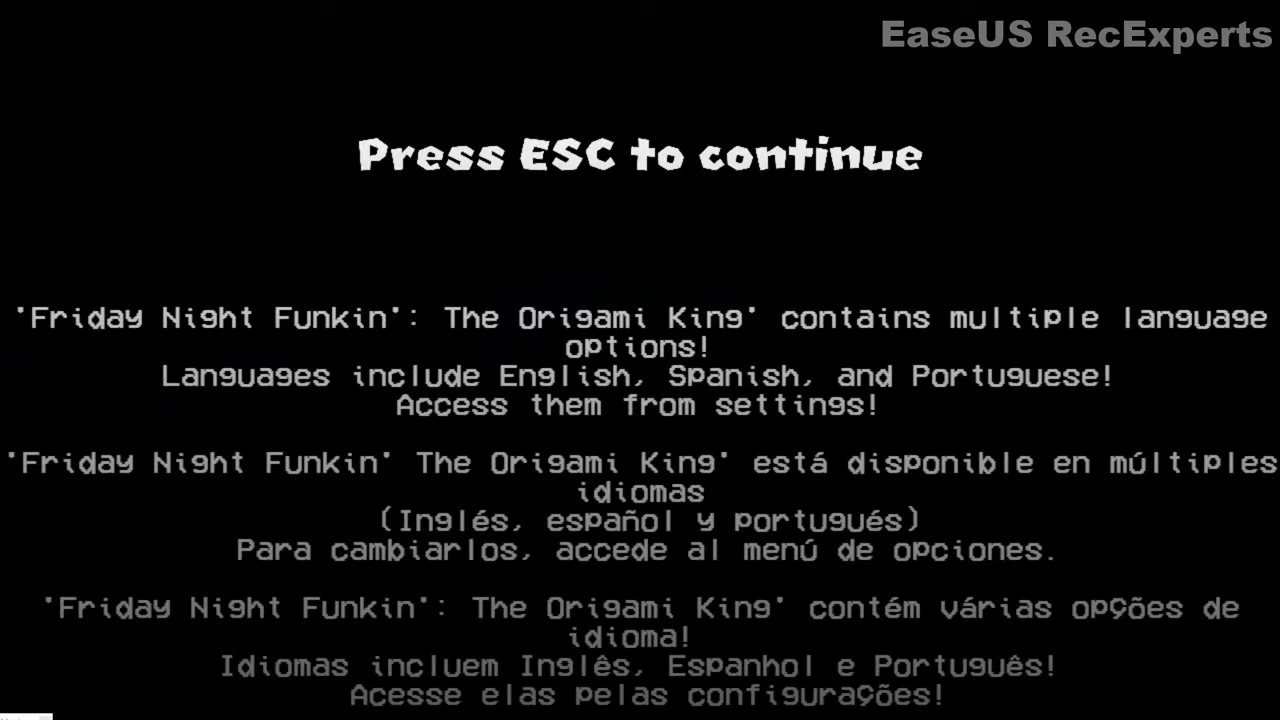 EaseUS RecExperts
Press ESC to continue
'Friday Night Funkin': The Origami King' contains multiple language
options!
Languages include English, Spanish, and Portuguese!
Access them from settings!
'Friday Night Funkin' The Origami King' está disponible en múltiples
idiomas
(Inglés, español y portugués)
Para cambiarlos, accede al menú de opciones.
'Friday Night Funkin': The Origami King' contém várias opções de
idioma!
Idiomas incluem Inglês, Espanhol e Português!
Acesse elas pelas configurações!